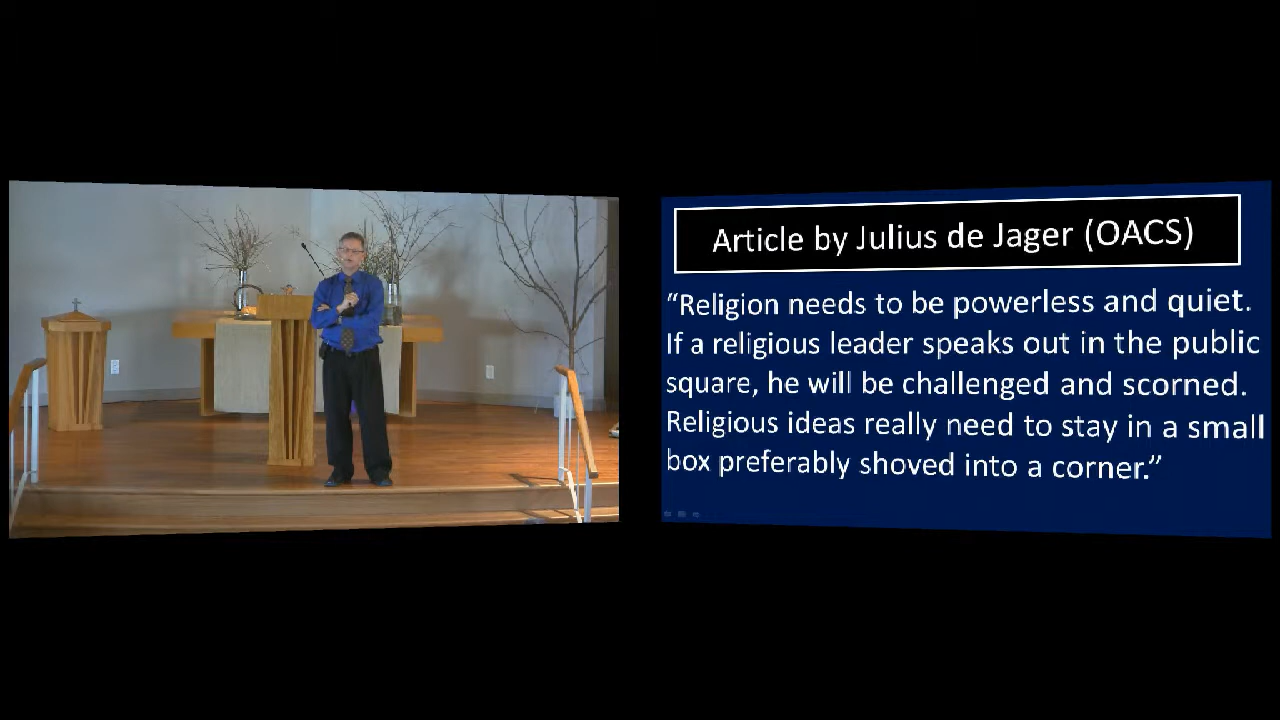 Article by Julius de Jager (OACS)
“Religion needs to be powerless and quiet.
If a religious leader speaks out in the public
square, he will be challenged and scorned.
Religious ideas really need to stay in a small
box preferably shoved into a corner.”